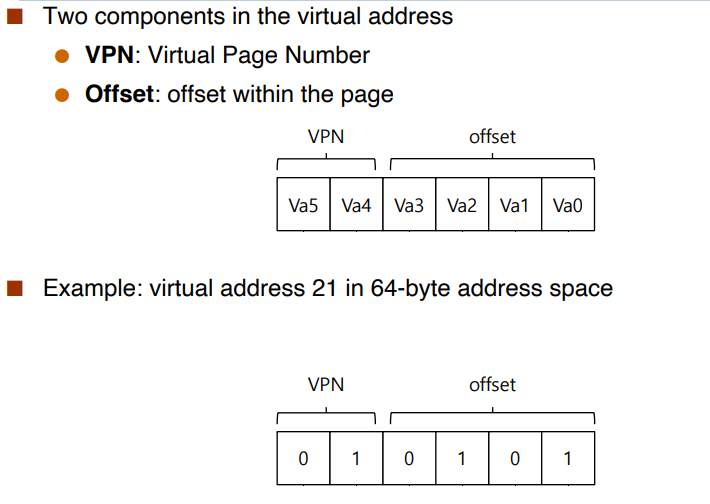 Two components in the virtual address
VPN: Virtual Page Number
Offset: offset within the page
VPN offset
Va5 Va4 Va3 Va2 Va1 Va0
Example: virtual address 21 in 64-byte address space
VPN offset
0 1 0 1 0 1